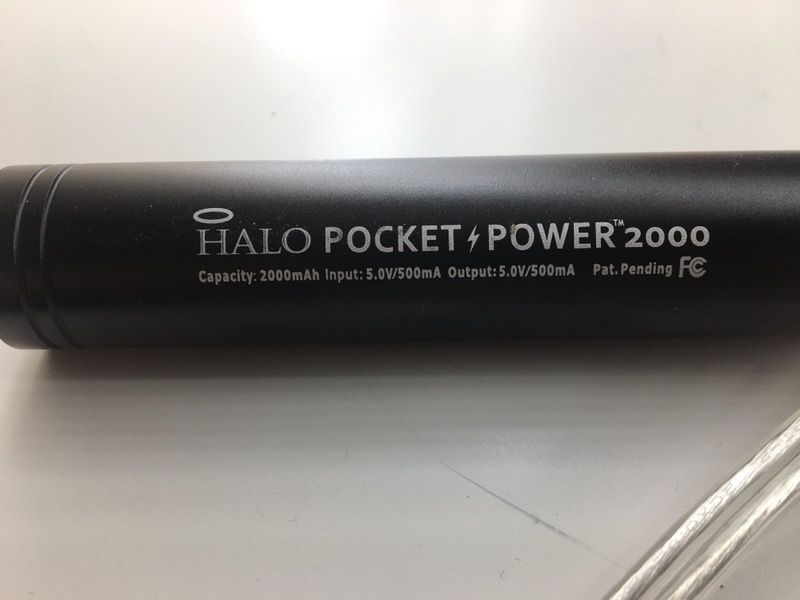 HALO POCKET POWER™ 2000
Capacity: 2000mAh Input: 5.0V/500mA Output: 5.0V/500mA Pat. Pending FC